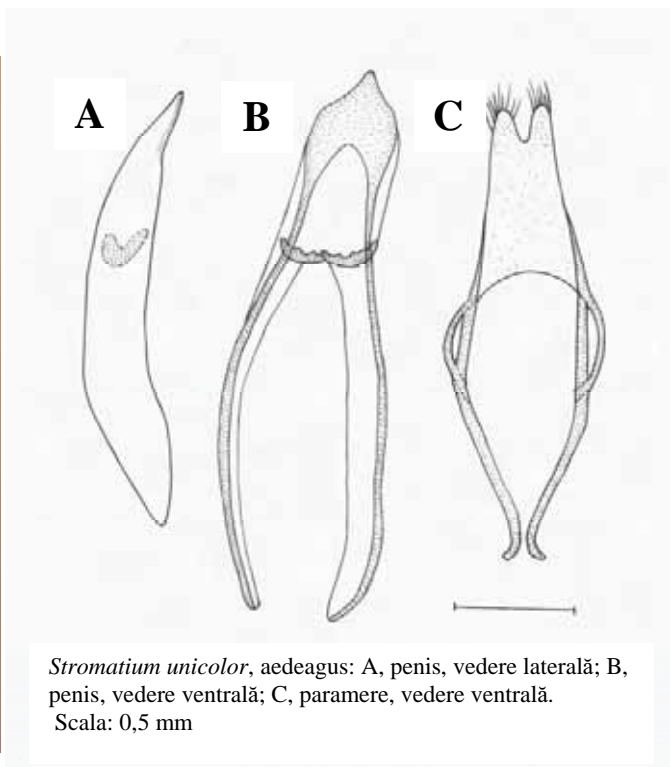 A
B
C
Stromatium unicolor, aedeagus: A, penis, vedere laterală; B,
penis, vedere ventrală; C, paramere, vedere ventrală.
Scala: 0,5 mm